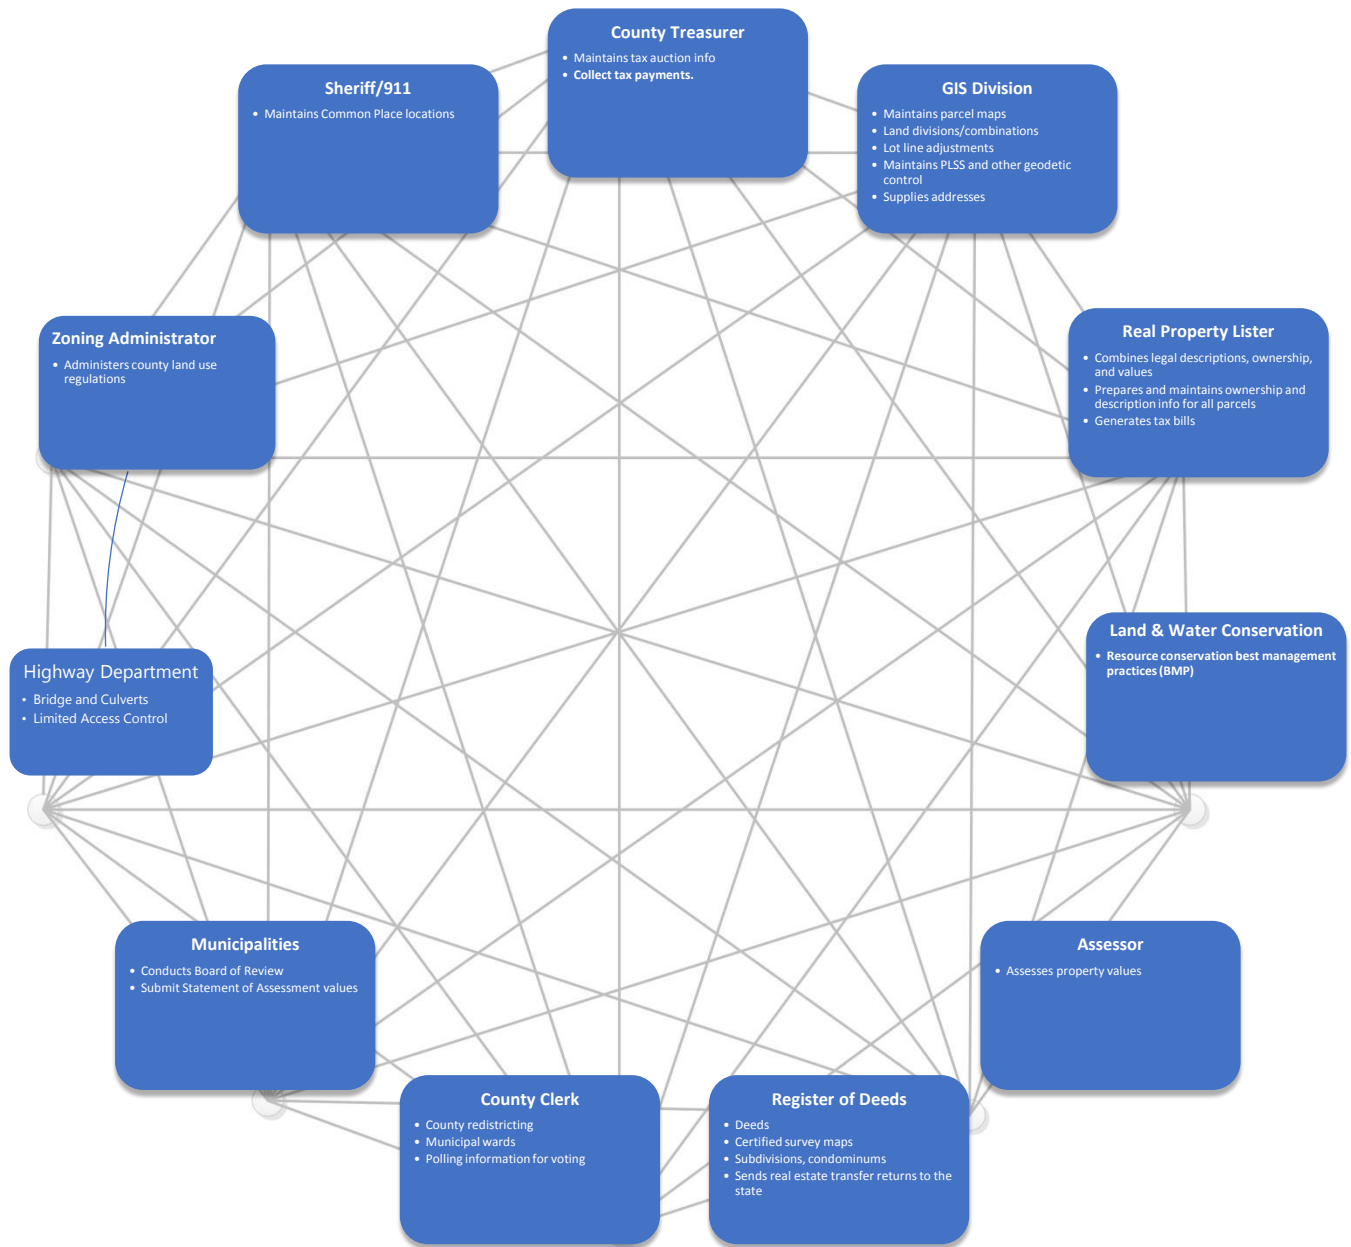 County Treasurer
• Maintains tax auction info
• Collect tax payments.
Sheriff/911
• Maintains Common Place locations
GIS Division
• Maintains parcel maps
• Land divisions/combinations
• Lot line adjustments
• Maintains PLSS and other geodetic
control
• Supplies addresses
Zoning Administrator
• Administers county land use
regulations
Real Property Lister
• Combines legal descriptions, ownership,
and values
• Prepares and maintains ownership and
description info for all parcels
• Generates tax bills
Highway Department
• Bridge and Culverts
• Limited Access Control
Land & Water Conservation
• Resource conservation best management
practices (BMP)
Municipalities
• Conducts Board of Review
• Submit Statement of Assessment values
Assessor
• Assesses property values
County Clerk
• County redistricting
• Municipal wards
• Polling information for voting
Register of Deeds
• Deeds
• Certified survey maps
• Subdivisions, condominums
• Sends real estate transfer returns to the
state